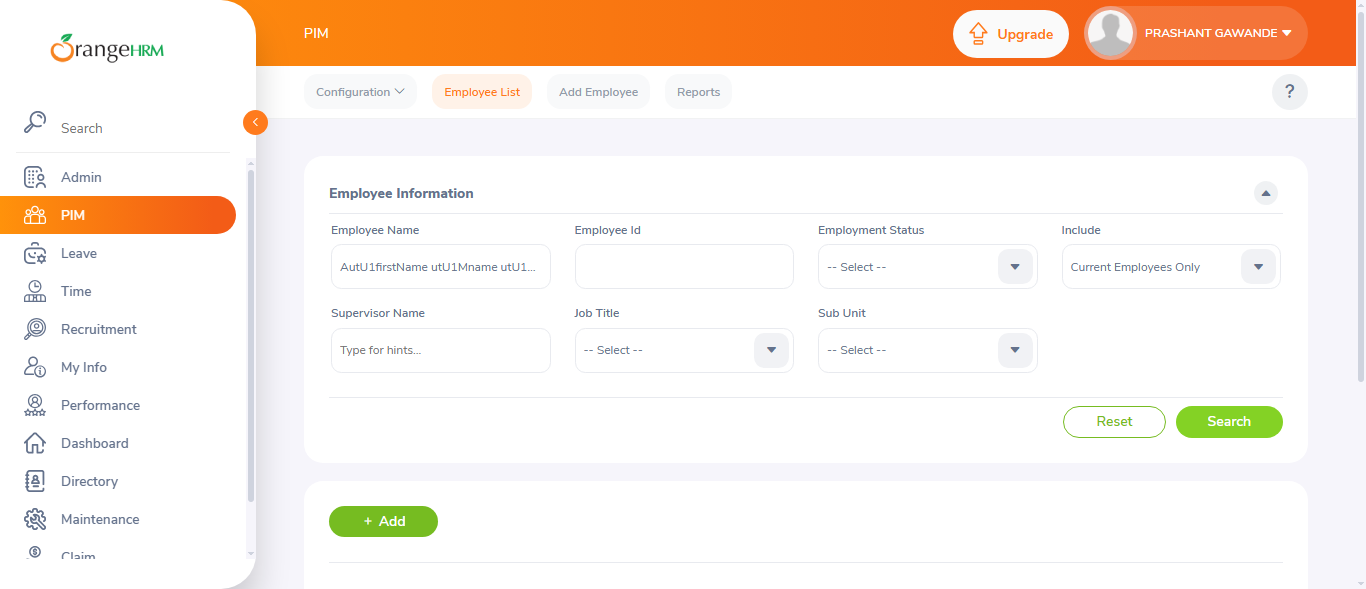 OrangeHRM
PIM
Upgrade
PRASHANT GAWANDE
Search
Admin
PIM
Leave
Time
Recruitment
My Info
Performance
Dashboard
Directory
Maintenance
Claim
Configuration
Employee List
Add Employee
Reports
?
Employee Information
Employee Name
Employee Id
Employment Status
Include
AutU1firstName utU1Mname utU1...
-- Select --
Current Employees Only
Supervisor Name
Job Title
Sub Unit
Type for hints...
-- Select --
-- Select --
Reset
Search
+ Add